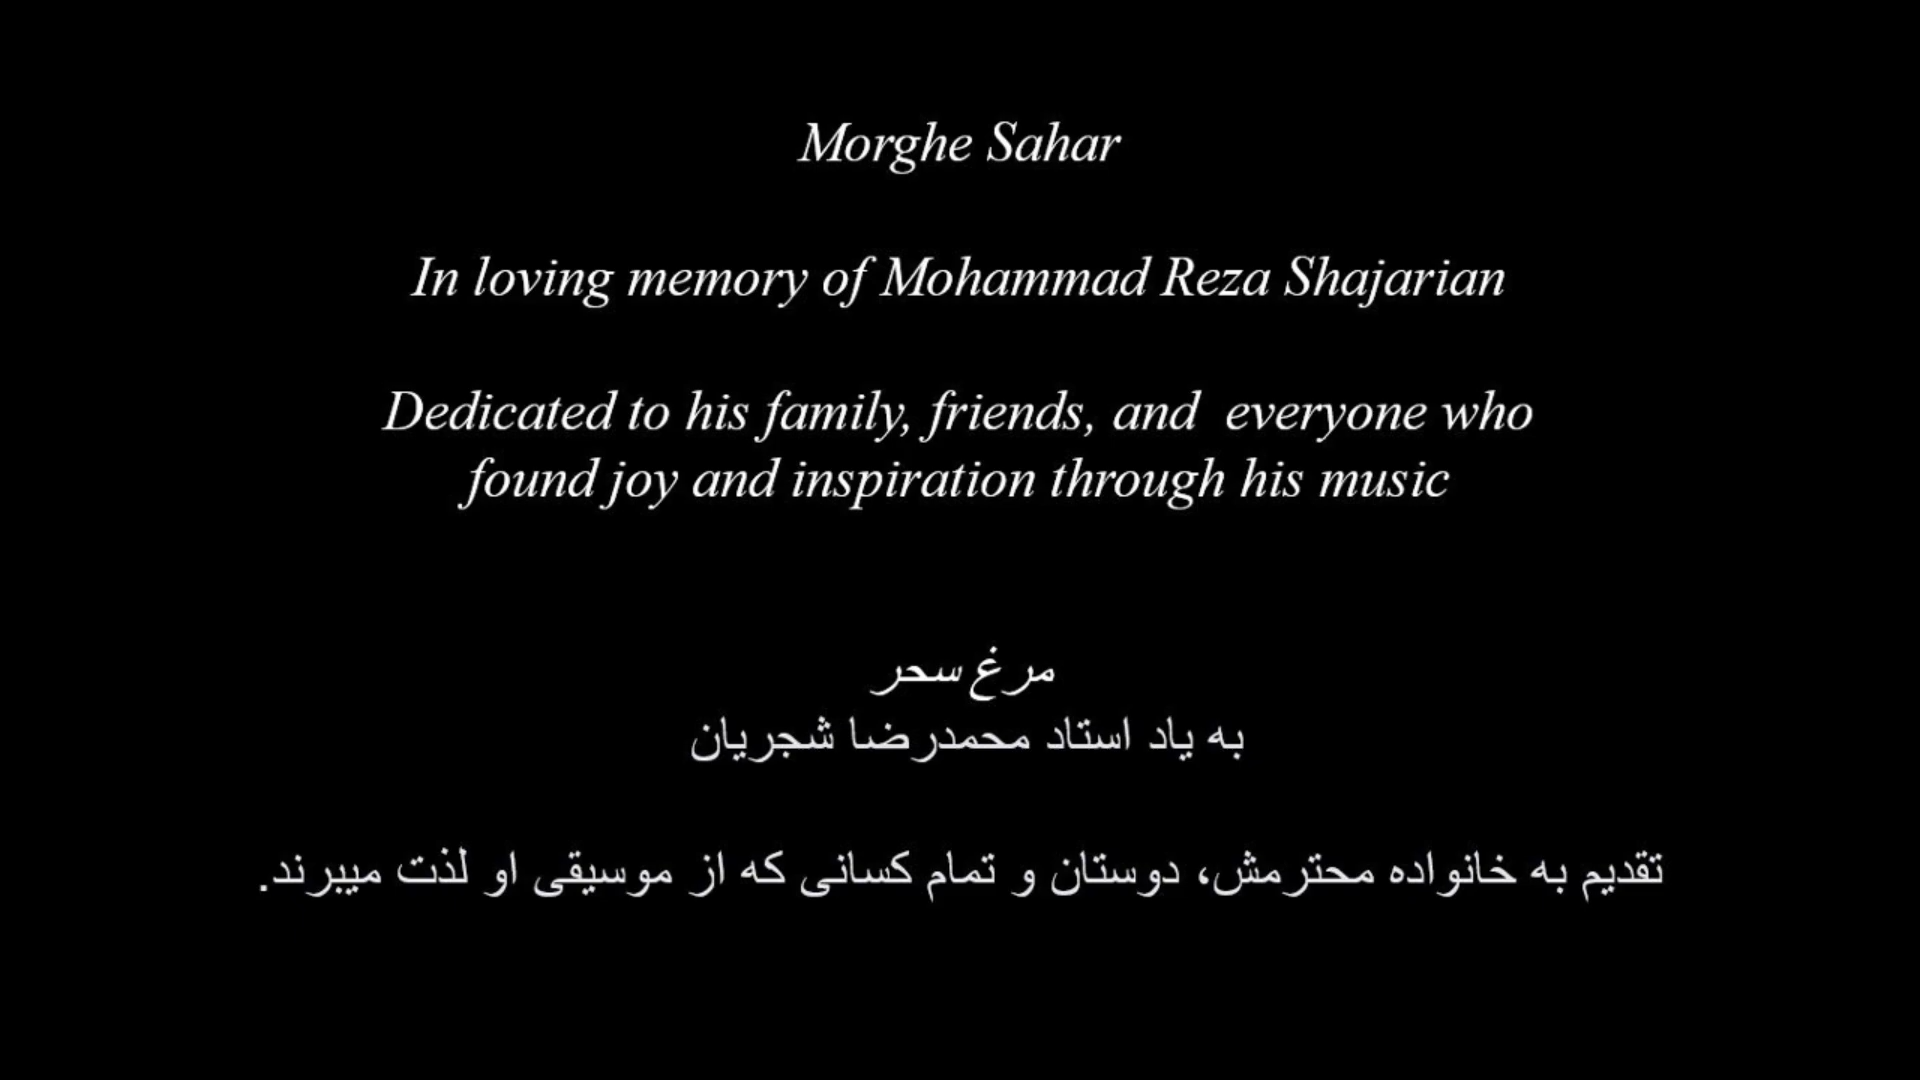 Morghe Sahar
In loving memory of Mohammad Reza Shajarian
Dedicated to his family, friends, and  everyone who
found joy and inspiration through his music
مرغ سحر
به یاد استاد محمدرضا شجریان
تقدیم به خانواده محترمش، دوستان و تمام کسانی که از موسیقی او لذت میبرند.